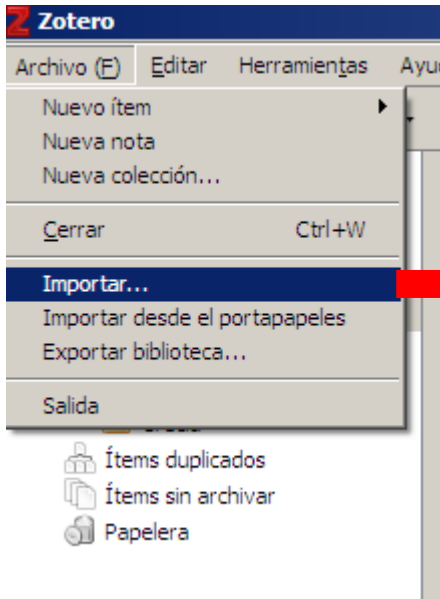 Zotero
Archivo (F) Editar Herramientas Ayu
Nuevo ítem
Nueva nota
Nueva colección...
Cerrar Ctrl+W
Importar...
Importar desde el portapapeles
Exportar biblioteca...
Salida
Ítems duplicados
Ítems sin archivar
Papelera